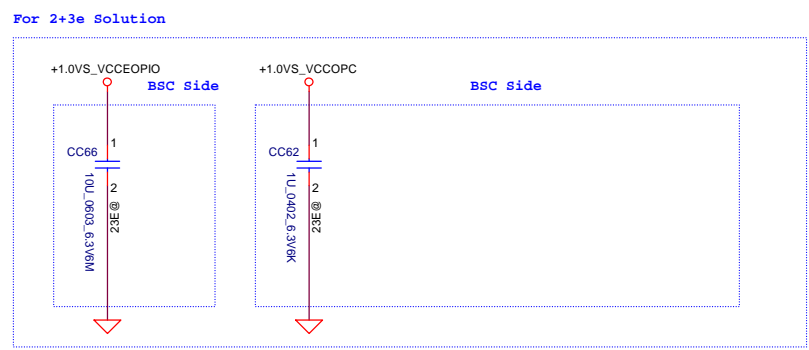 For 2+3e Solution
+1.0VS_VCCEOPIO
BSC Side
CC66
1
2
10U_0603_6.3V6M
23E@
+1.0VS_VCCOPC
BSC Side
CC62
1
2
1U_0402_6.3V6K
23E@